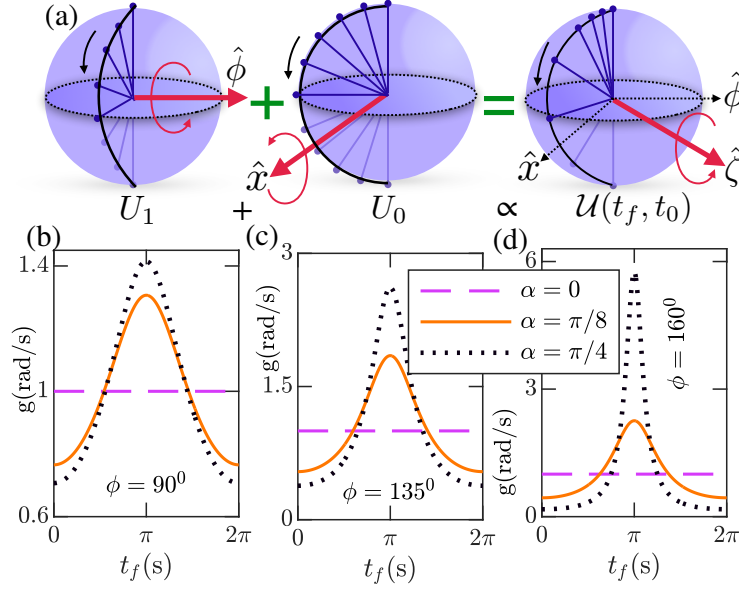 (a)
ϕ̂
+
=
ϕ̂
x̂
x̂
ζ̂
U₁ + U₀ ∝ 𝒰(t_f, t₀)
(b) (c) (d)
1.4
1
0.6
g(rad/s)
ϕ = 90⁰
0 π 2π
t_f(s)
3
1.5
0
g(rad/s)
ϕ = 135⁰
0 π 2π
t_f(s)
6
3
0
g(rad/s)
ϕ = 160⁰
0 π 2π
t_f(s)
α = 0
α = π/8
α = π/4